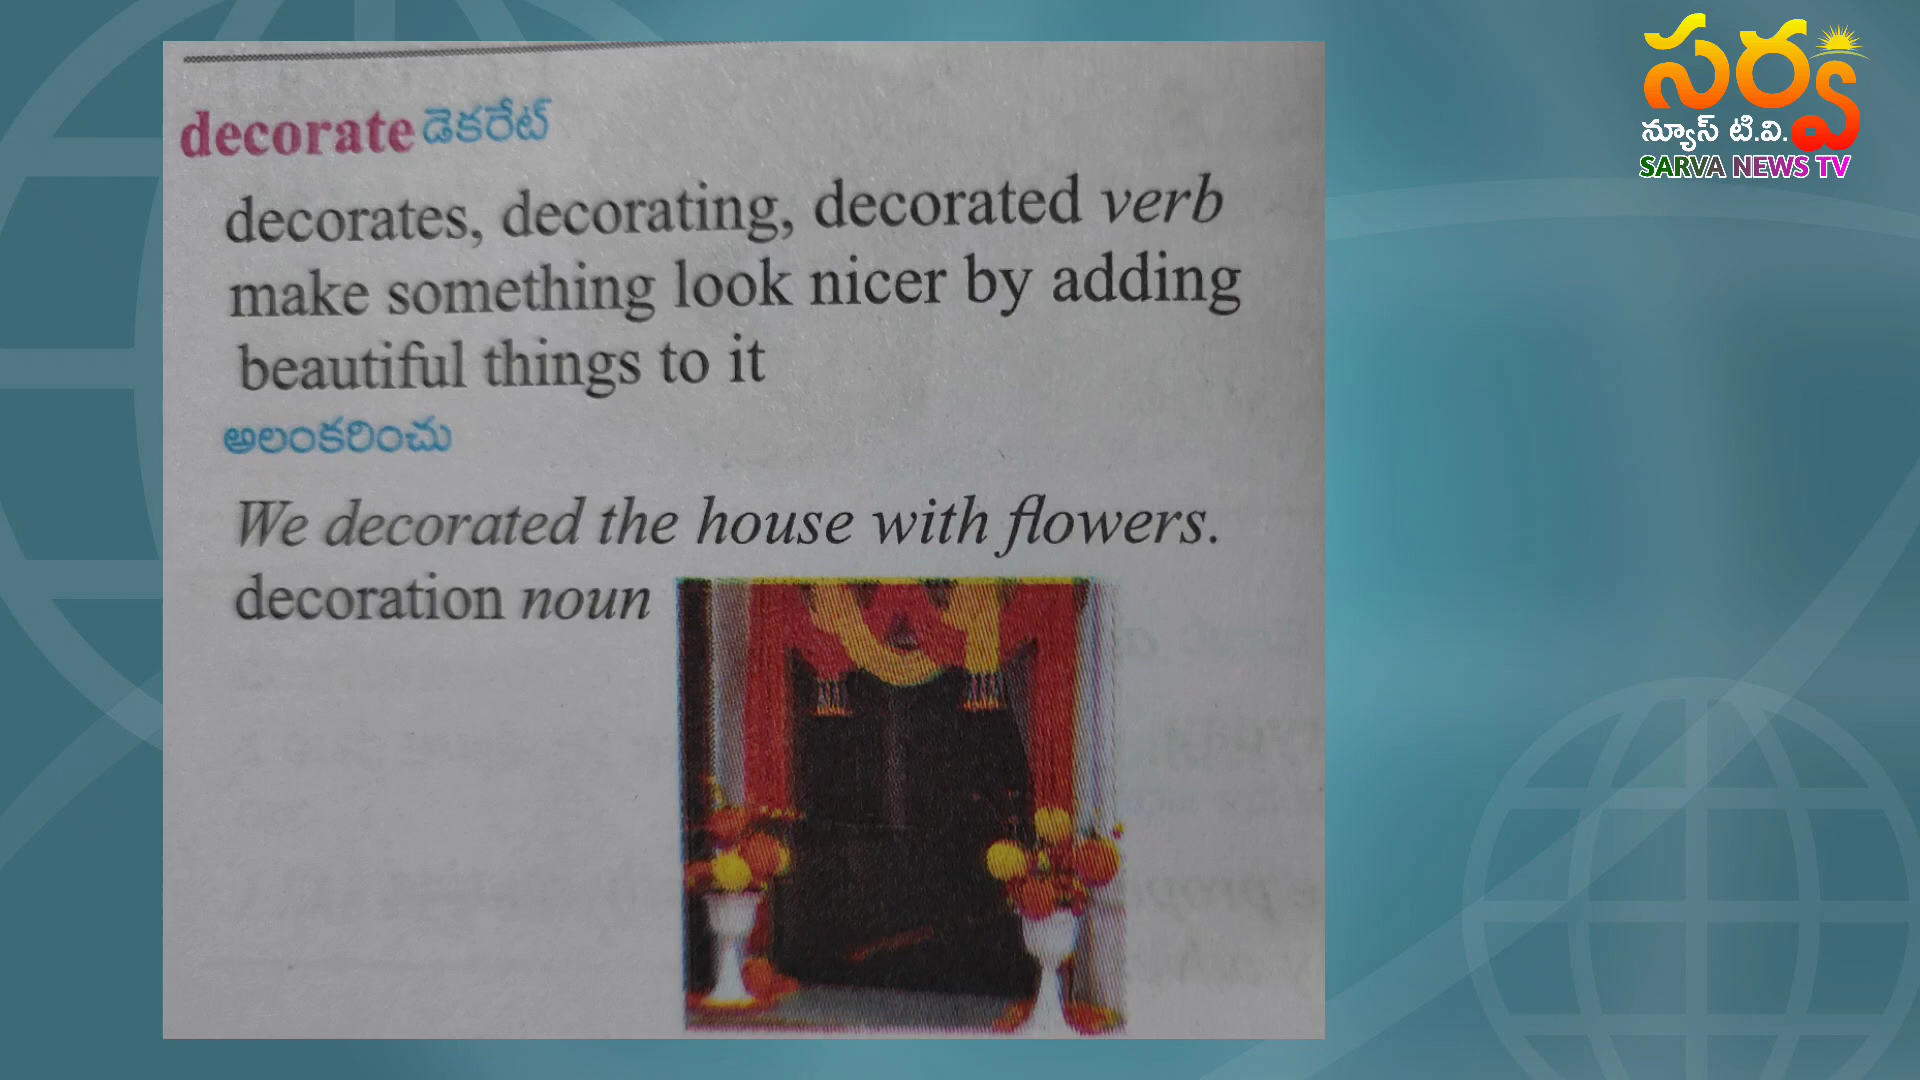 decorate డెకరేట్
decorates, decorating, decorated verb
make something look nicer by adding
beautiful things to it
అలంకరించు
We decorated the house with flowers.
decoration noun
సర్వ
న్యూస్ టి.వి.
SARVA NEWS TV